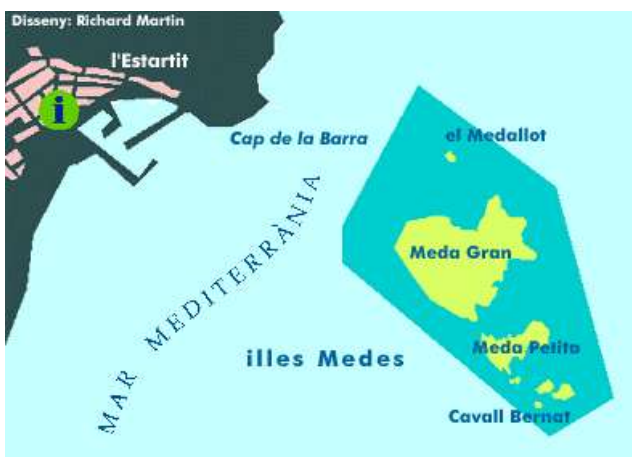 Disseny: Richard Martin
l'Estartit
i
Cap de la Barra
el Medallot
MAR MEDITERRÀNIA
Meda Gran
Meda Petita
illes Medes
Cavall Bernat